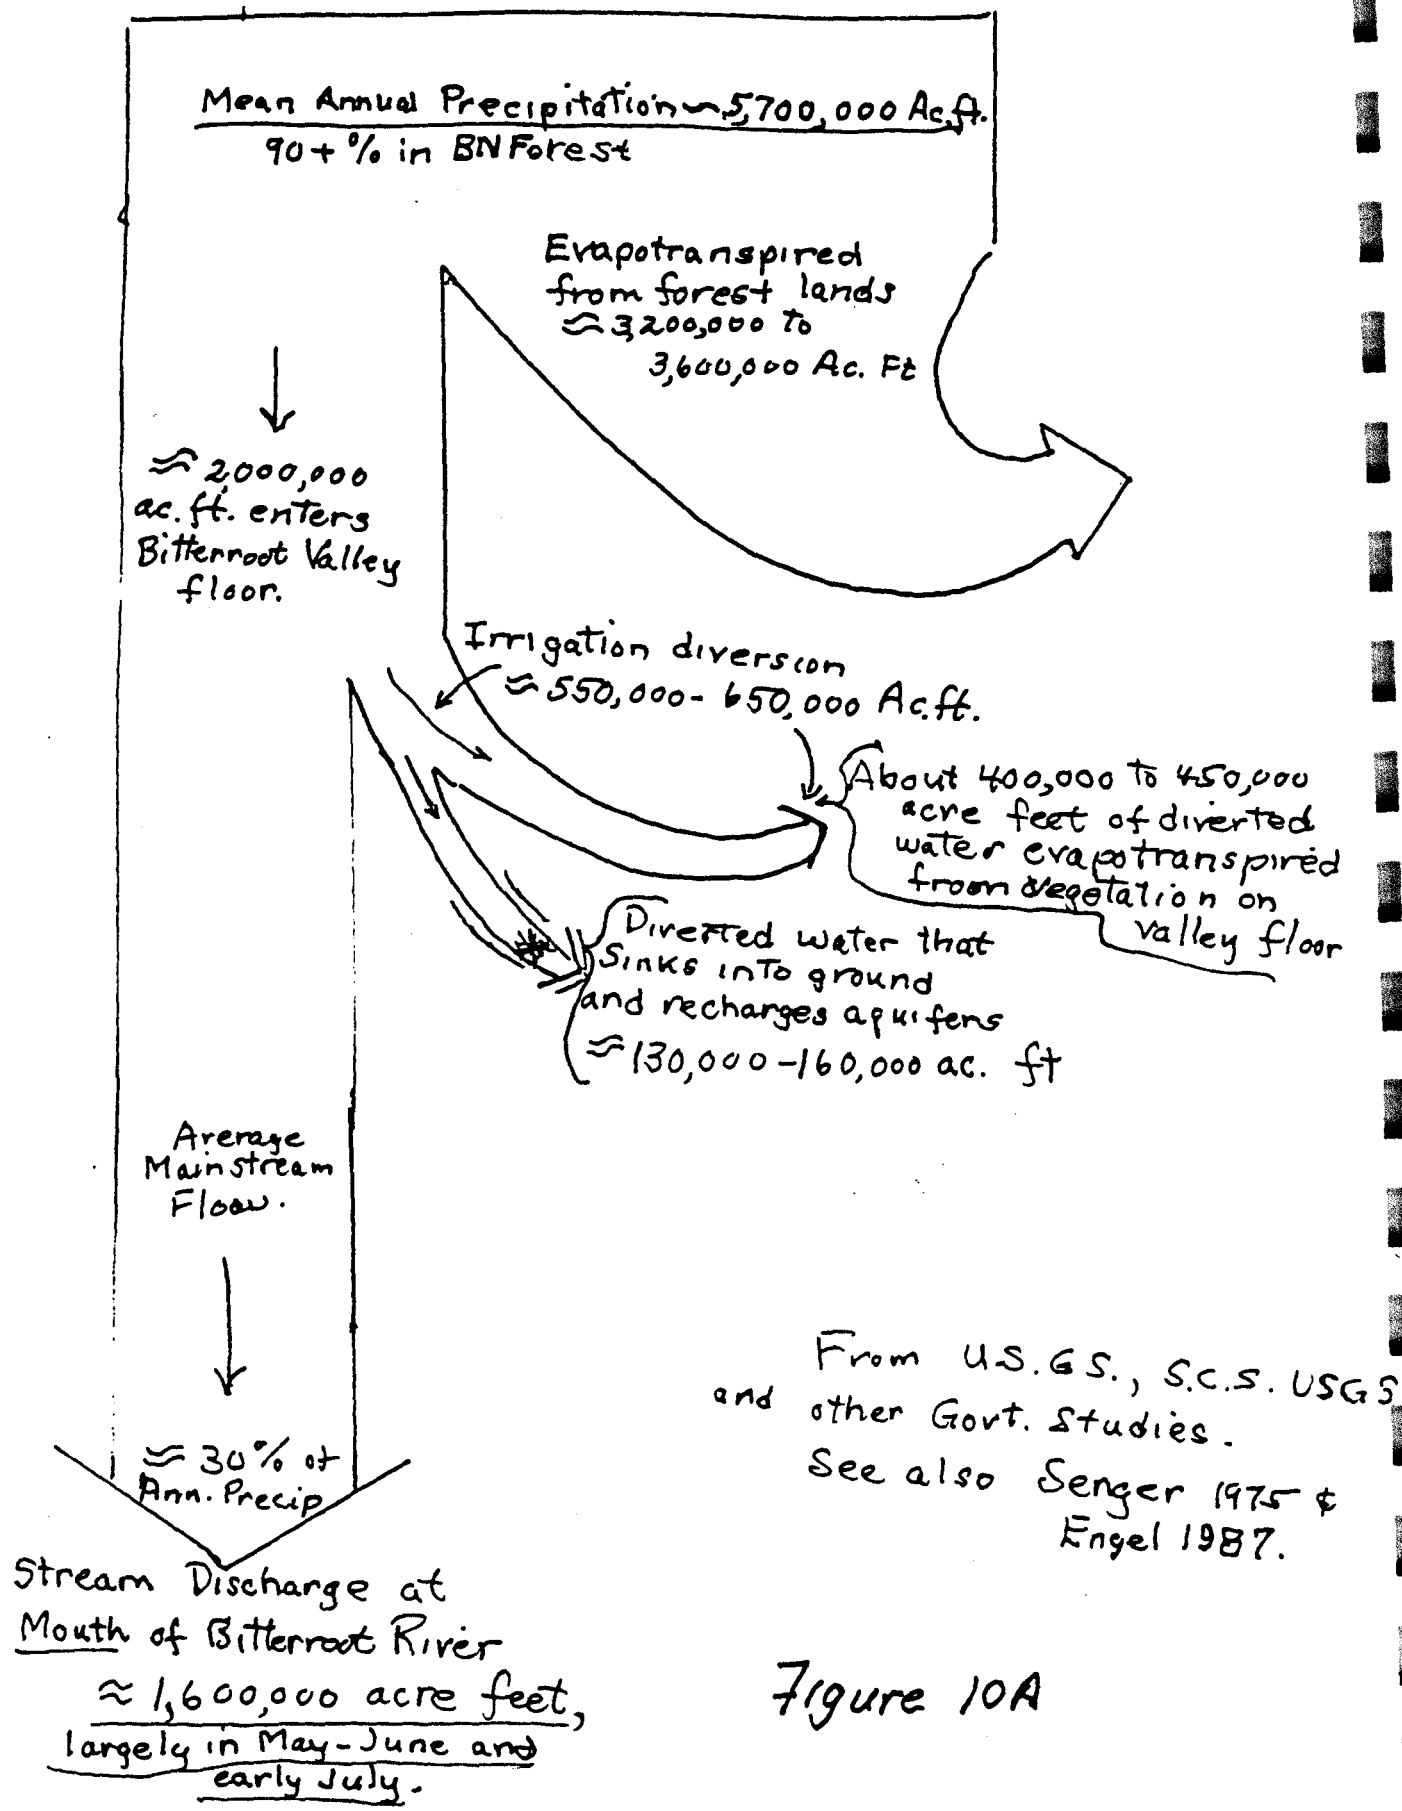 Mean Annual Precipitation ~ 5,700,000 Ac.ft.
90+ % in BN Forest
Evapotranspired
from forest lands
≈ 3,200,000 to
3,600,000 Ac. Ft
≈ 2,000,000
ac. ft. enters
Bitterroot Valley
floor.
Irrigation diversion
≈ 550,000 - 650,000 Ac.ft.
About 400,000 to 450,000
acre feet of diverted
water evapotranspired
from vegetation on
valley floor
Diverted water that
sinks into ground
and recharges aquifers
≈ 130,000 - 160,000 ac. ft
Average
Mainstream
Flow.
≈ 30% of
Ann. Precip
From U.S.G.S., S.C.S. USGS
and other Govt. Studies.
See also Senger 1975 &
Engel 1987.
Stream Discharge at
Mouth of Bitterroot River
≈ 1,600,000 acre feet,
largely in May-June and
early July.
Figure 10A